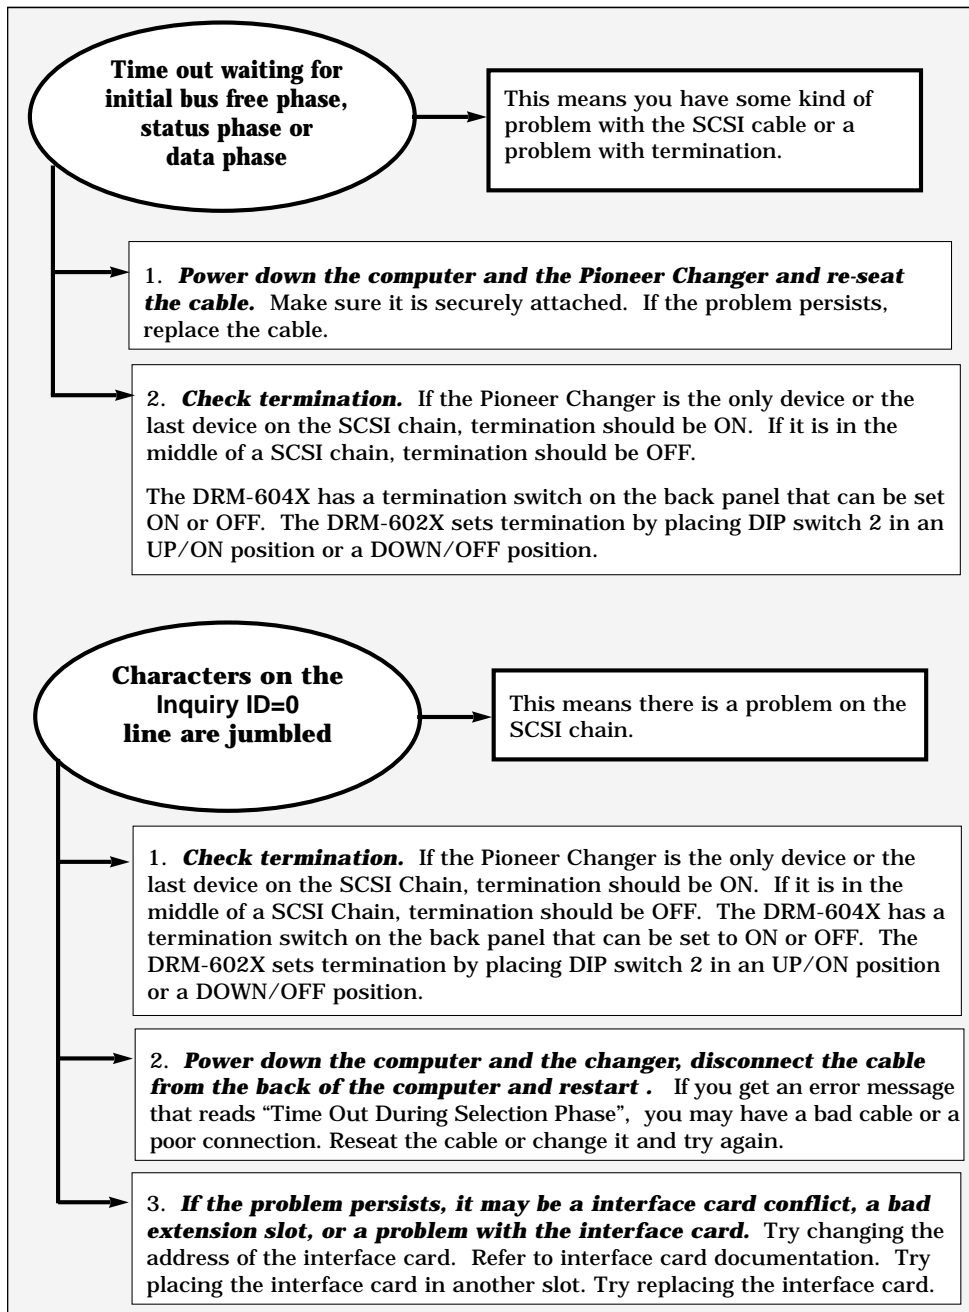 Time out waiting for
initial bus free phase,
status phase or
data phase
This means you have some kind of
problem with the SCSI cable or a
problem with termination.
1. Power down the computer and the Pioneer Changer and re-seat
the cable. Make sure it is securely attached. If the problem persists,
replace the cable.
2. Check termination. If the Pioneer Changer is the only device or the
last device on the SCSI chain, termination should be ON. If it is in the
middle of a SCSI chain, termination should be OFF.
The DRM-604X has a termination switch on the back panel that can be set
ON or OFF. The DRM-602X sets termination by placing DIP switch 2 in an
UP/ON position or a DOWN/OFF position.
Characters on the
Inquiry ID=0
line are jumbled
This means there is a problem on the
SCSI chain.
1. Check termination. If the Pioneer Changer is the only device or the
last device on the SCSI Chain, termination should be ON. If it is in the
middle of a SCSI Chain, termination should be OFF. The DRM-604X has a
termination switch on the back panel that can be set to ON or OFF. The
DRM-602X sets termination by placing DIP switch 2 in an UP/ON position
or a DOWN/OFF position.
2. Power down the computer and the changer, disconnect the cable
from the back of the computer and restart . If you get an error message
that reads “Time Out During Selection Phase”, you may have a bad cable or a
poor connection. Reseat the cable or change it and try again.
3. If the problem persists, it may be a interface card conflict, a bad
extension slot, or a problem with the interface card. Try changing the
address of the interface card. Refer to interface card documentation. Try
placing the interface card in another slot. Try replacing the interface card.